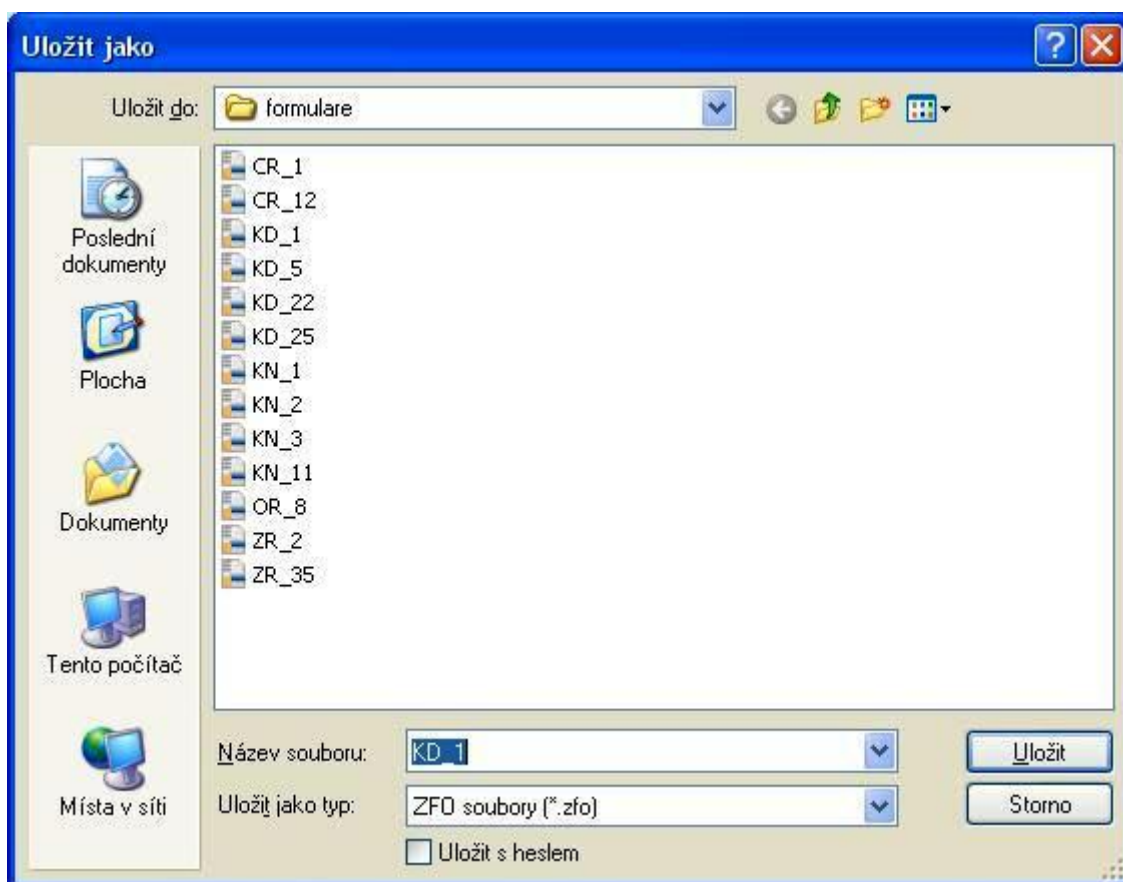 Uložit jako
Uložit do:
formulare
Poslední
dokumenty
Plocha
Dokumenty
Tento počítač
Místa v síti
CR_1
CR_12
KD_1
KD_5
KD_22
KD_25
KN_1
KN_2
KN_3
KN_11
OR_8
ZR_2
ZR_35
Název souboru:
KD_1
Uložit
Uložit jako typ:
ZFO soubory (*.zfo)
Storno
Uložit s heslem